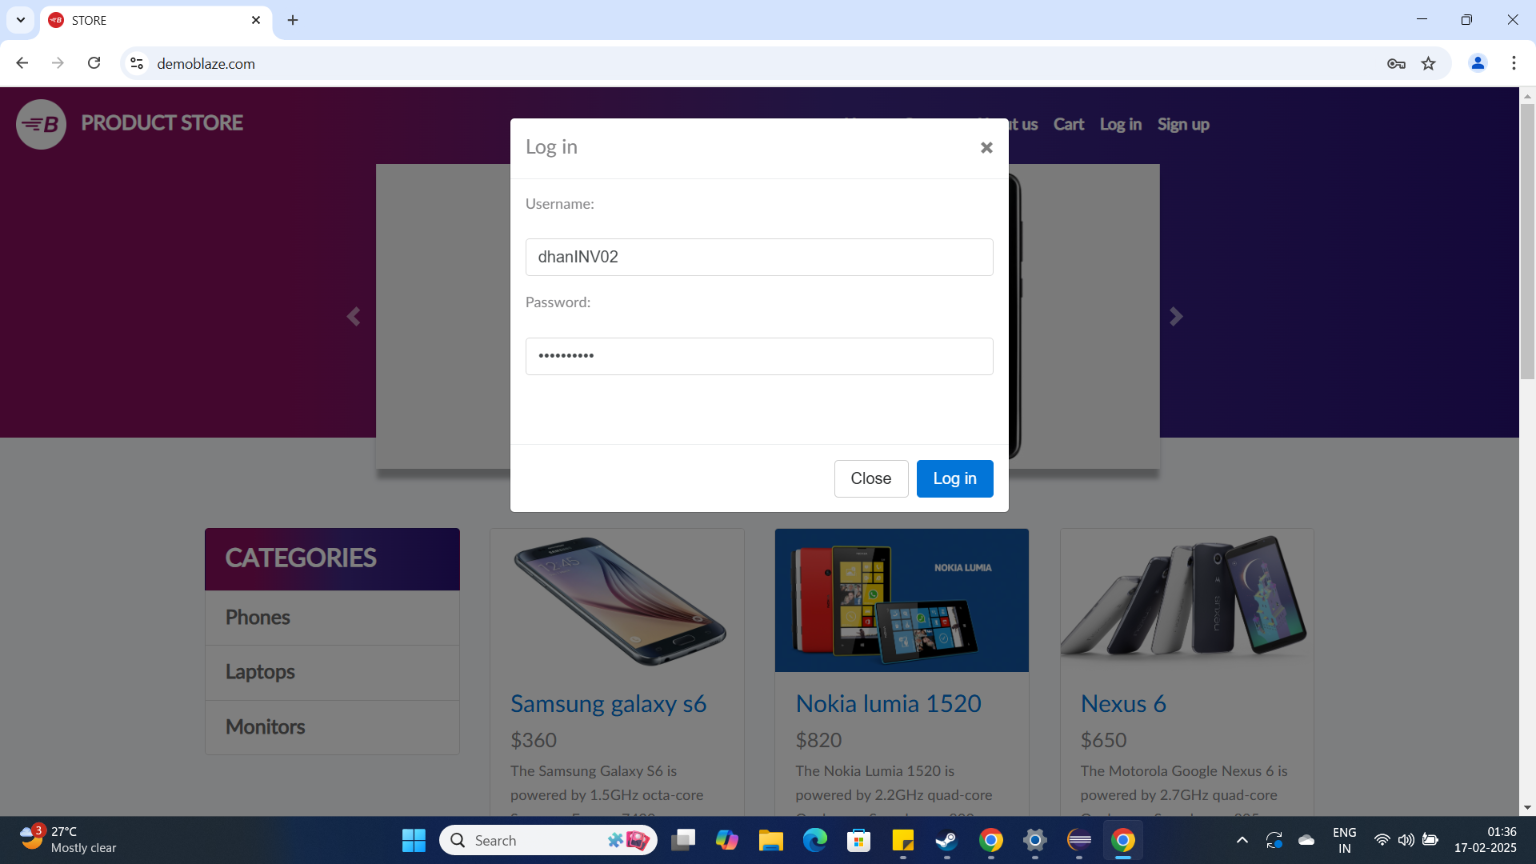 STORE
demoblaze.com
PRODUCT STORE
ut us Cart Log in Sign up
Log in
Username:
dhanINV02
Password:
••••••••••
Close Log in
CATEGORIES
Phones
Laptops
Monitors
NOKIA LUMIA
Samsung galaxy s6
$360
The Samsung Galaxy S6 is
powered by 1.5GHz octa-core
Nokia lumia 1520
$820
The Nokia Lumia 1520 is
powered by 2.2GHz quad-core
Nexus 6
$650
The Motorola Google Nexus 6 is
powered by 2.7GHz quad-core
3
27°C
Mostly clear
Search
ENG
IN
01:36
17-02-2025